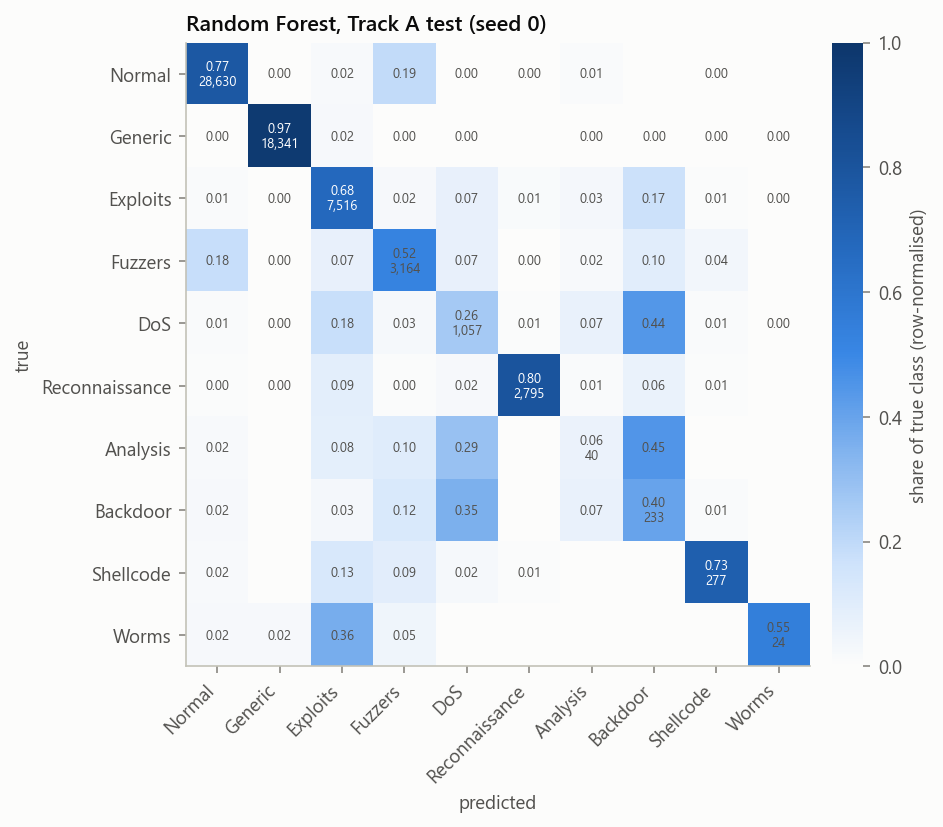 Random Forest, Track A test (seed 0)
true
Normal 0.77 0.00 0.02 0.19 0.00 0.00 0.01 0.00
28,630
Generic 0.00 0.97 0.02 0.00 0.00 0.00 0.00 0.00 0.00
18,341
Exploits 0.01 0.00 0.68 0.02 0.07 0.01 0.03 0.17 0.01 0.00
7,516
Fuzzers 0.18 0.00 0.07 0.52 0.07 0.00 0.02 0.10 0.04
3,164
DoS 0.01 0.00 0.18 0.03 0.26 0.01 0.07 0.44 0.01 0.00
1,057
Reconnaissance 0.00 0.00 0.09 0.00 0.02 0.80 0.01 0.06 0.01
2,795
Analysis 0.02 0.08 0.10 0.29 0.06 0.45
40
Backdoor 0.02 0.03 0.12 0.35 0.07 0.40 0.01
233
Shellcode 0.02 0.13 0.09 0.02 0.01 0.73
277
Worms 0.02 0.02 0.36 0.05 0.55
24
Normal Generic Exploits Fuzzers DoS Reconnaissance Analysis Backdoor Shellcode Worms
predicted
1.0
0.8
0.6
0.4
0.2
0.0
share of true class (row-normalised)